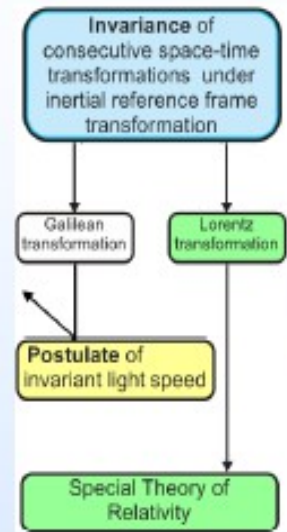 Invariance of
consecutive space-time
transformations under
inertial reference frame
transformation
Galilean
transformation
Lorentz
transformation
Postulate of
invariant light speed
Special Theory of
Relativity